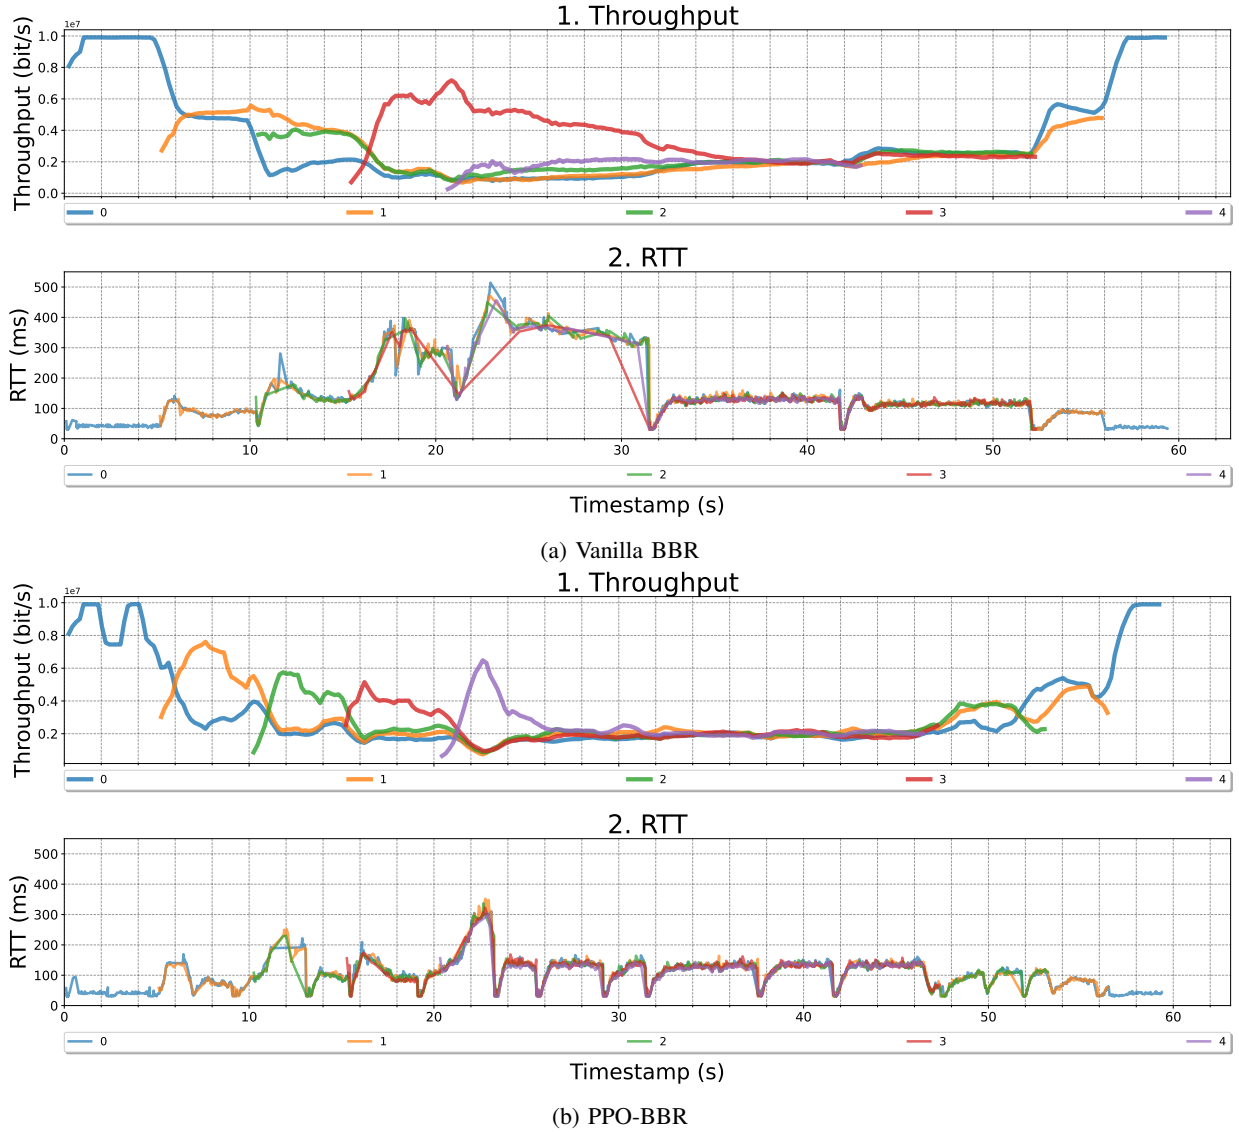 1. Throughput
1e7
Throughput (bit/s)
1.0
0.8
0.6
0.4
0.2
0.0
0 1 2 3 4
2. RTT
RTT (ms)
500
400
300
200
100
0
0 10 20 30 40 50 60
0 1 2 3 4
Timestamp (s)
(a) Vanilla BBR
1. Throughput
1e7
Throughput (bit/s)
1.0
0.8
0.6
0.4
0.2
0 1 2 3 4
2. RTT
RTT (ms)
500
400
300
200
100
0
0 10 20 30 40 50 60
0 1 2 3 4
Timestamp (s)
(b) PPO-BBR